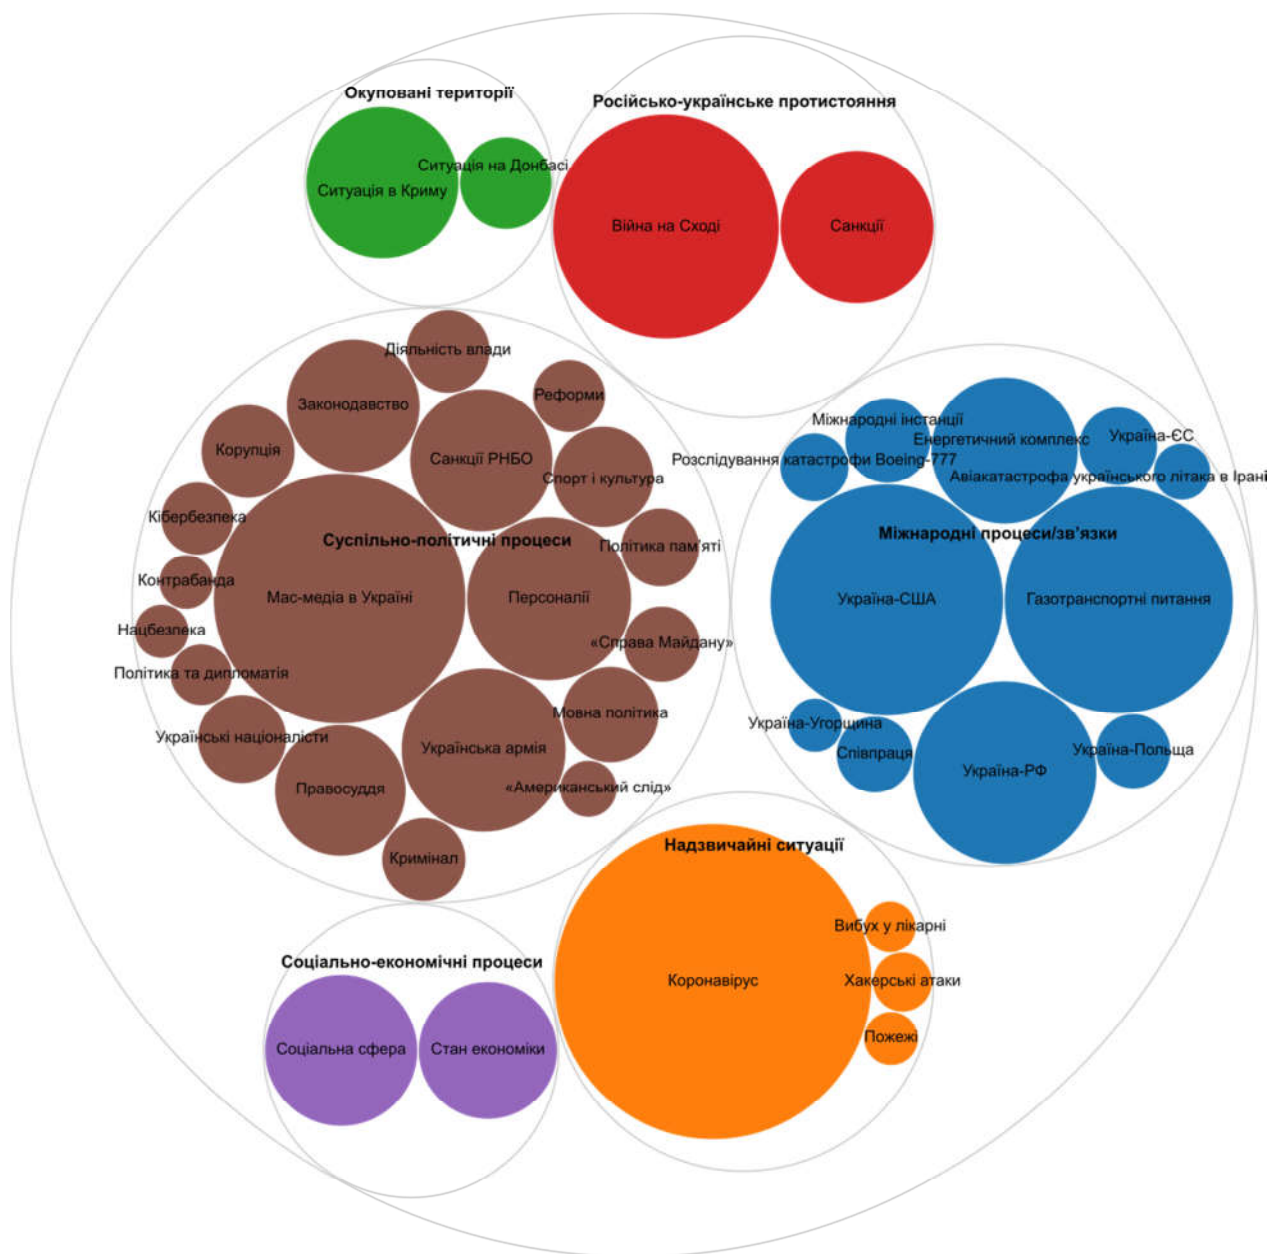 Окуповані території
Ситуація в Криму
Ситуація на Донбасі
Російсько-українське протистояння
Війна на Сході
Санкції
Діяльність влади
Законодавство
Реформи
Корупція
Санкції РНБО
Спорт і культура
Кібербезпека
Суспільно-політичні процеси
Політика пам'яті
Контрабанда
Мас-медіа в Україні
Персоналії
Нацбезпека
«Справа Майдану»
Політика та дипломатія
Українські націоналісти
Мовна політика
Українська армія
Правосуддя
«Американський слід»
Кримінал
Міжнародні інстанції
Енергетичний комплекс
Україна-ЄС
Розслідування катастрофи Boeing-777
Авіакатастрофа українського літака в Ірані
Міжнародні процеси/зв’язки
Україна-США
Газотранспортні питання
Україна-Угорщина
Співпраця
Україна-РФ
Україна-Польща
Надзвичайні ситуації
Коронавірус
Вибух у лікарні
Хакерські атаки
Пожежі
Соціально-економічні процеси
Соціальна сфера
Стан економіки